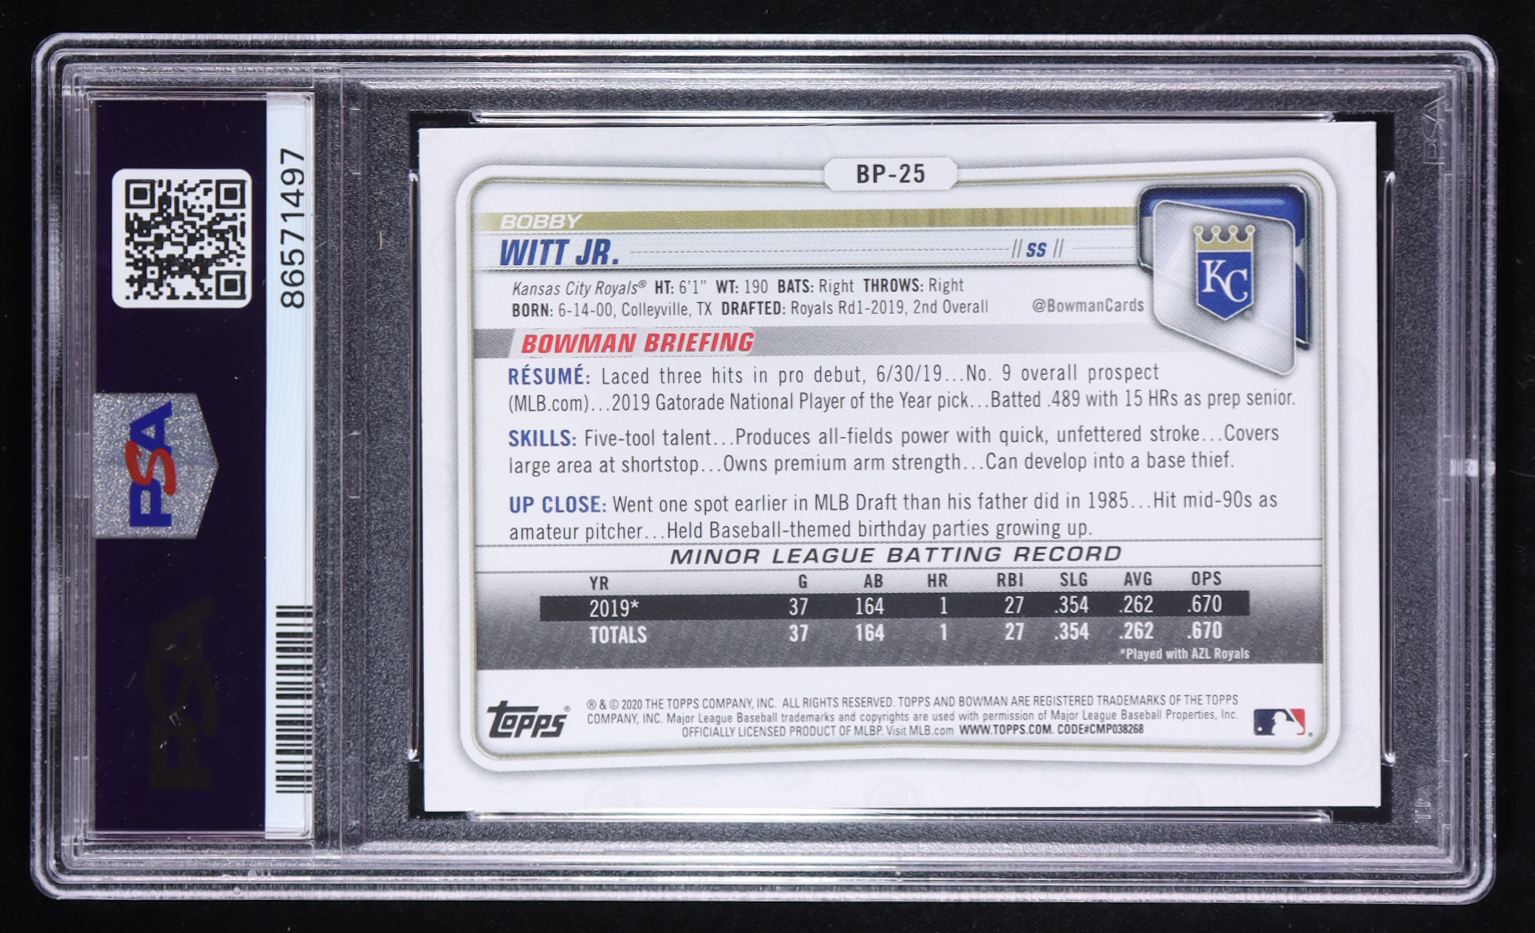 86571497
PSA
PSA
BP-25
BOBBY
WITT JR.
// SS //
KC
Kansas City Royals® HT: 6'1" WT: 190 BATS: Right THROWS: Right
BORN: 6-14-00, Colleyville, TX DRAFTED: Royals Rd1-2019, 2nd Overall
@BowmanCards
BOWMAN BRIEFING
RÉSUMÉ: Laced three hits in pro debut, 6/30/19...No. 9 overall prospect
(MLB.com)...2019 Gatorade National Player of the Year pick...Batted .489 with 15 HRs as prep senior.
SKILLS: Five-tool talent...Produces all-fields power with quick, unfettered stroke...Covers
large area at shortstop...Owns premium arm strength...Can develop into a base thief.
UP CLOSE: Went one spot earlier in MLB Draft than his father did in 1985...Hit mid-90s as
amateur pitcher...Held Baseball-themed birthday parties growing up.
MINOR LEAGUE BATTING RECORD
YR G AB HR RBI SLG AVG OPS
2019* 37 164 1 27 .354 .262 .670
TOTALS 37 164 1 27 .354 .262 .670
*Played with AZL Royals
Topps®
® & © 2020 THE TOPPS COMPANY, INC. ALL RIGHTS RESERVED. TOPPS AND BOWMAN ARE REGISTERED TRADEMARKS OF THE TOPPS
COMPANY, INC. Major League Baseball trademarks and copyrights are used with permission of Major League Baseball Properties, Inc.
OFFICIALLY LICENSED PRODUCT OF MLBP. Visit MLB.com WWW.TOPPS.COM. CODE#CMP038268
PSA